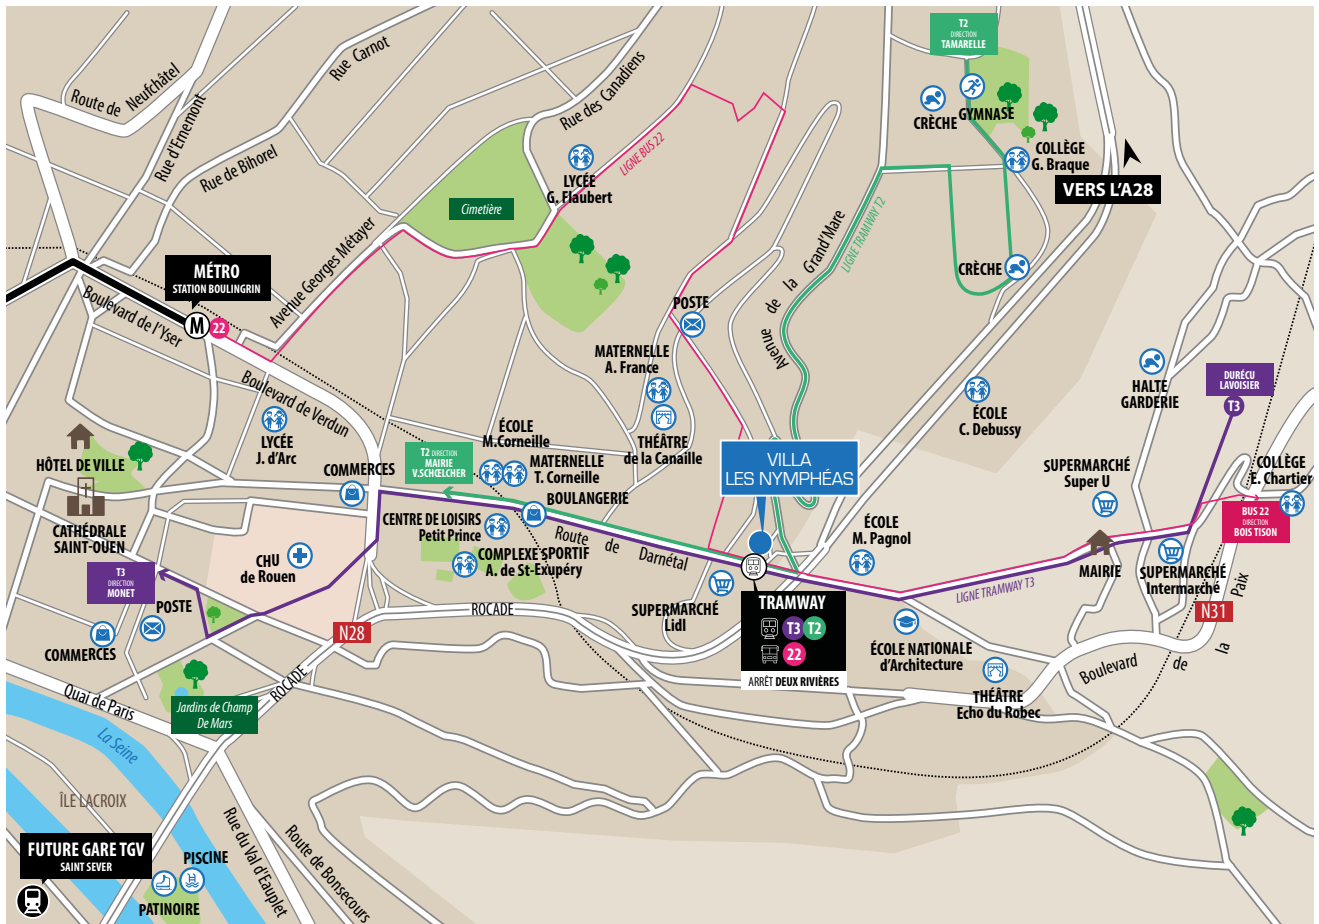 T2
DIRECTION
TAMARELLE
Rue Carnot
Route de Neufchâtel
Rue d'Ernemont
Rue des Canadiens
GYMNASE
CRÈCHE
Rue de Bihorel
LIGNE BUS 22
COLLÈGE
G. Braque
LYCÉE
G. Flaubert
VERS L'A28
Cimetière
Avenue Georges Métayer
Avenue de la Grand'Mare
LIGNE TRAMWAY T2
CRÈCHE
MÉTRO
STATION BOULINGRIN
M
22
Boulevard de l'Yser
POSTE
MATERNELLE
A. France
HALTE
GARDERIE
DURÉCU
LAVOISIER
T3
Boulevard de Verdun
LYCÉE
J. d'Arc
ÉCOLE
M.Corneille
THÉÂTRE
de la Canaille
ÉCOLE
C. Debussy
HÔTEL DE VILLE
COMMERCES
T2 DIRECTION
MAIRIE
V.SCHŒLCHER
MATERNELLE
T. Corneille
VILLA
LES NYMPHÉAS
SUPERMARCHÉ
Super U
COLLÈGE
E. Chartier
BOULANGERIE
CATHÉDRALE
SAINT-OUEN
CENTRE DE LOISIRS
Petit Prince
Route de Darnétal
ÉCOLE
M. Pagnol
BUS 22
DIRECTION
BOIS TISON
CHU
de Rouen
COMPLEXE SPORTIF
A. de St-Exupéry
MAIRIE
SUPERMARCHÉ
Intermarché
T3
DIRECTION
MONET
LIGNE TRAMWAY T3
POSTE
ROCADE
SUPERMARCHÉ
Lidl
TRAMWAY
T3 T2
22
ARRÊT DEUX RIVIÈRES
N31
N28
COMMERCES
ÉCOLE NATIONALE
d'Architecture
Boulevard de la Paix
ROCADE
Quai de Paris
Jardins de Champ
De Mars
THÉÂTRE
Echo du Robec
La Seine
ÎLE LACROIX
Rue du Val d'Eauplet
Route de Bonsecours
FUTURE GARE TGV
SAINT SEVER
PISCINE
PATINOIRE